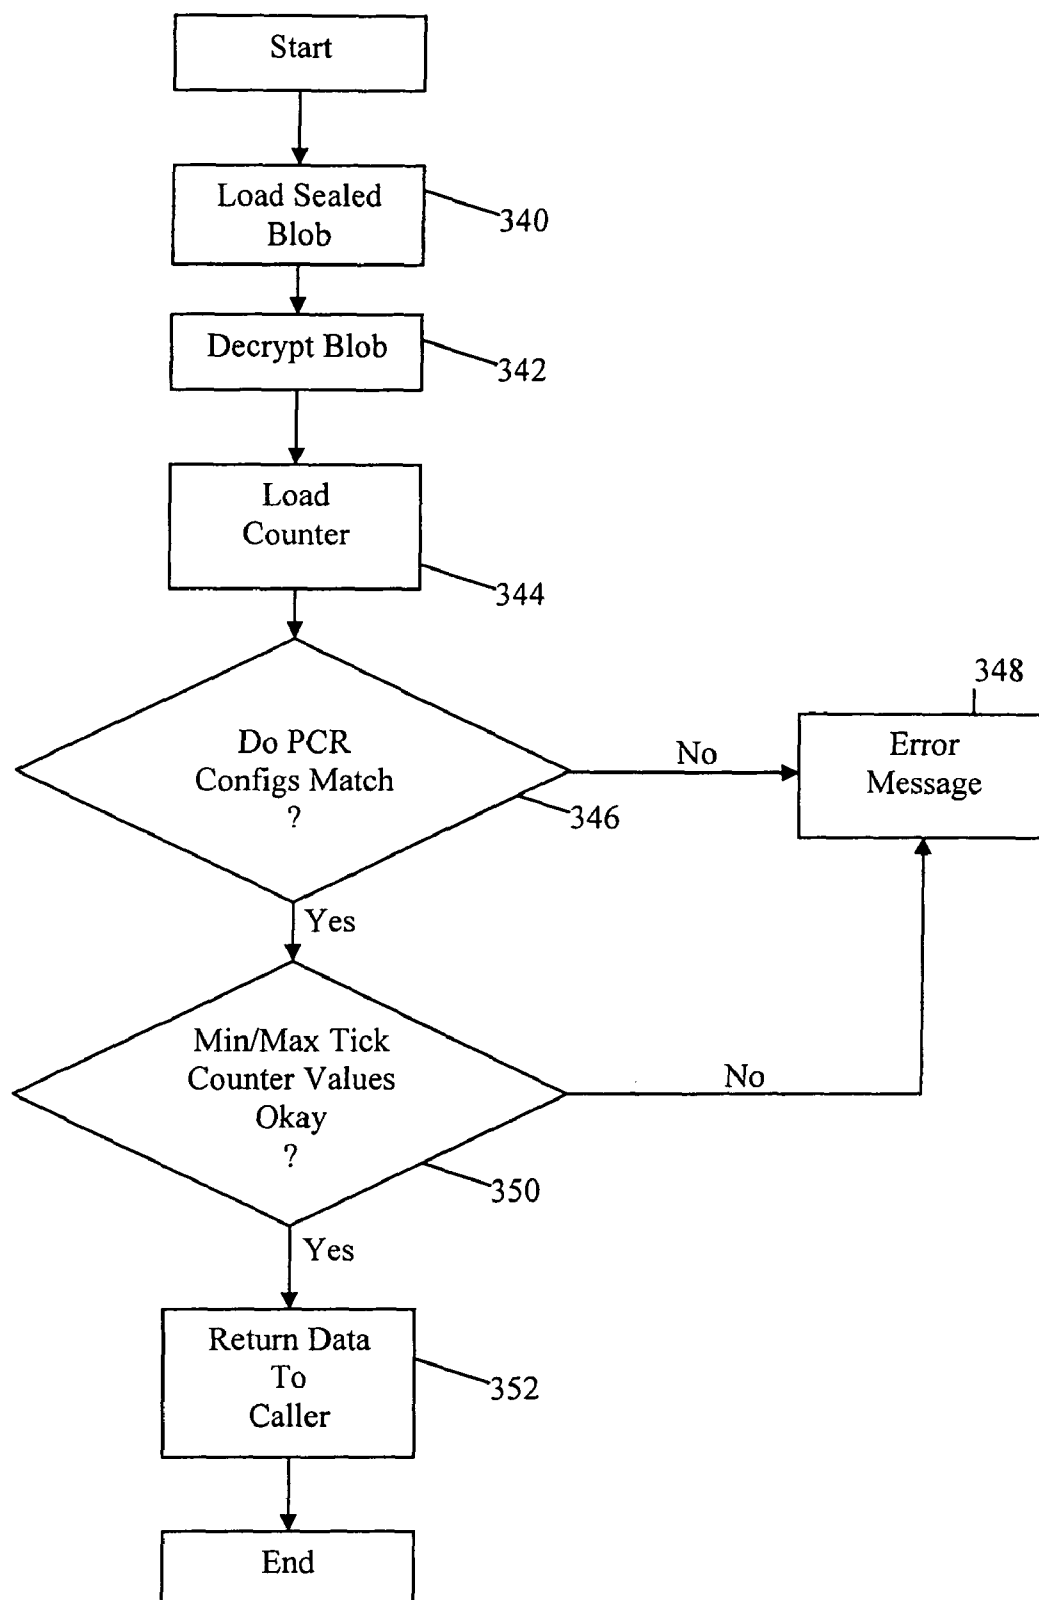 Start
Load Sealed
Blob
340
Decrypt Blob
342
Load
Counter
344
348
Error
Message
Do PCR
Configs Match
?
No
346
Yes
Min/Max Tick
Counter Values
Okay
?
No
350
Yes
Return Data
To
Caller
352
End